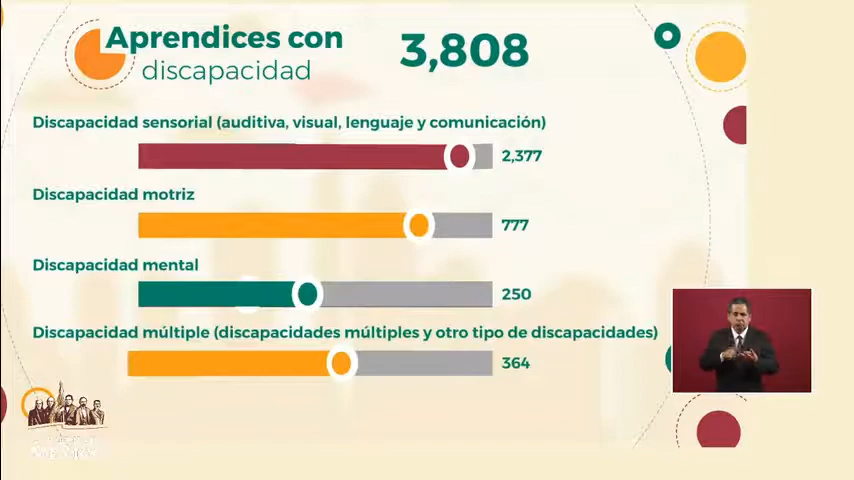 Aprendices con
discapacidad
3,808
Discapacidad sensorial (auditiva, visual, lenguaje y comunicación)
2,377
Discapacidad motriz
777
Discapacidad mental
250
Discapacidad múltiple (discapacidades múltiples y otro tipo de discapacidades)
364